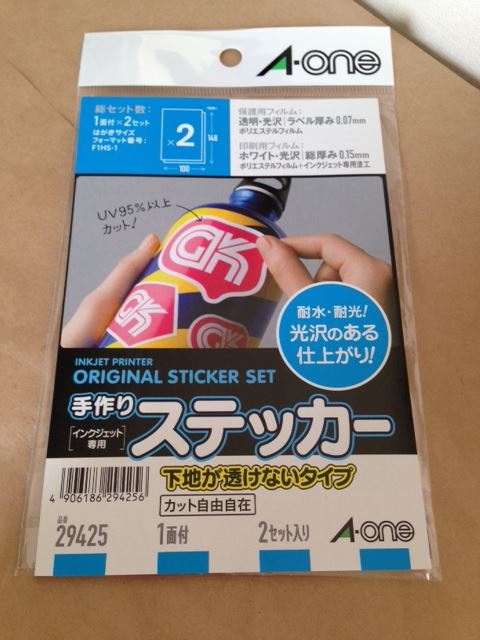 A-one
総セット数：
1面付×2セット
はがきサイズ
フォーマット番号：
F1HS-1
×2
(mm)
148
100
保護用フィルム：
透明・光沢 ラベル厚み0.07mm
ポリエステルフィルム
印刷用フィルム：
ホワイト・光沢 総厚み0.15mm
ポリエステルフィルム+インクジェット専用塗工
UV95%以上
カット!
GK
GK
GK
耐水・耐光!
光沢のある
仕上がり!
INKJET PRINTER
ORIGINAL STICKER SET
手作り
ステッカー
インクジェット
専用
下地が透けないタイプ
カット自由自在
4 906186 294256
品番
29425
1面付
2セット入り
A-one